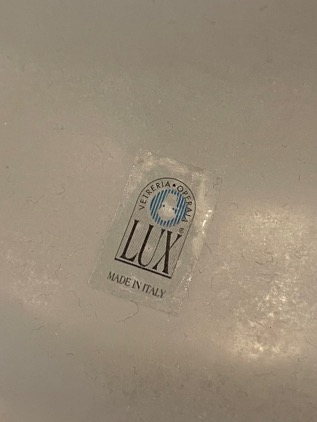 VETRERIA • OPERAIA
LUX®
MADE IN ITALY